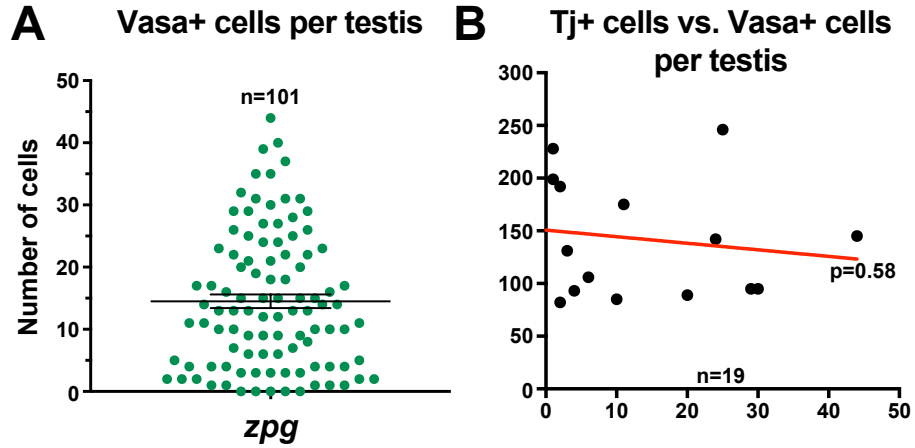 A
Vasa+ cells per testis
n=101
Number of cells
50
40
30
20
10
0
zpg
B
Tj+ cells vs. Vasa+ cells
per testis
300
250
200
150
100
50
0
p=0.58
n=19
0 10 20 30 40 50